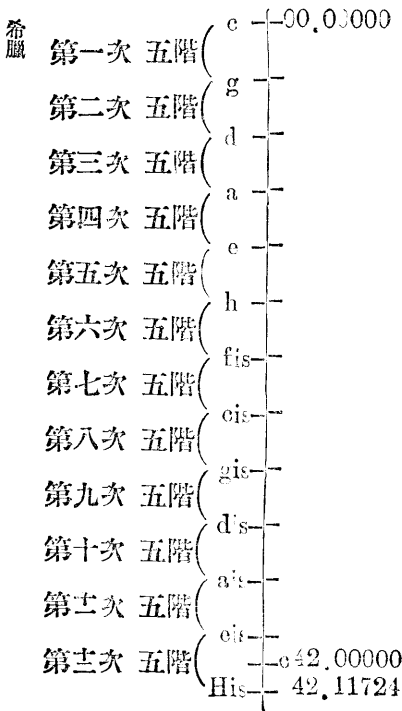 希臘
c 00.00000
第一次 五階
g
第二次 五階
d
第三次 五階
a
第四次 五階
e
第五次 五階
h
第六次 五階
fis
第七次 五階
cis
第八次 五階
gis
第九次 五階
dis
第十次 五階
ais
第十一次 五階
eis
第十二次 五階
c 42.00000
His 42.11724